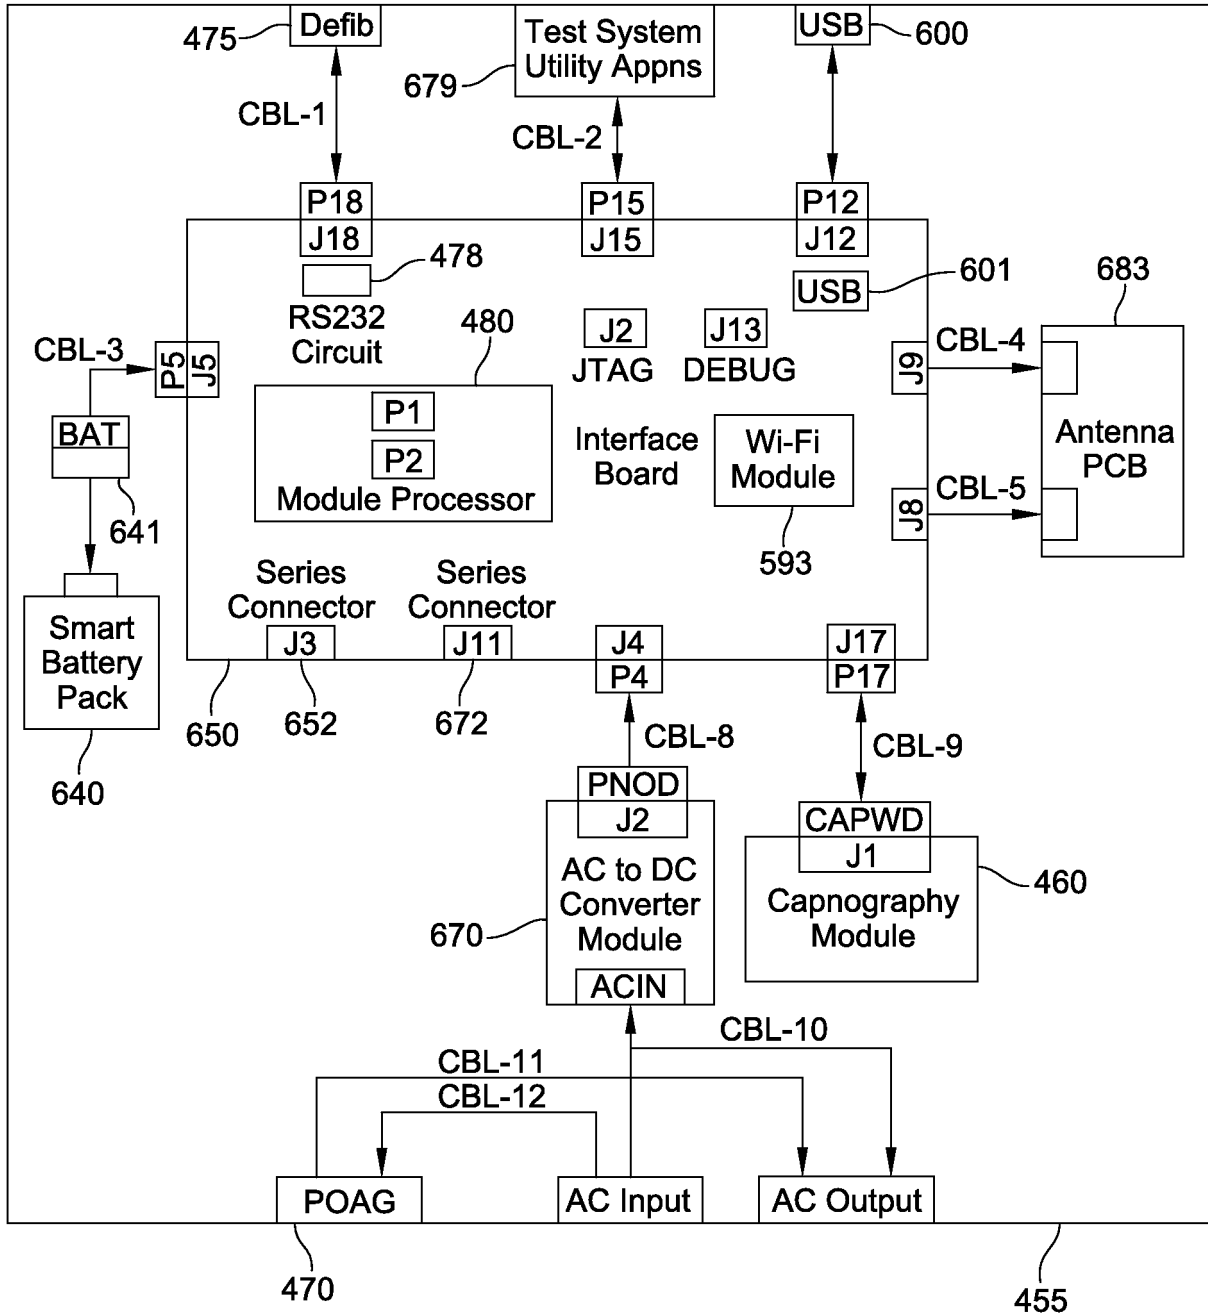 475
Defib
Test System
Utility Appns
679
USB
600
CBL-1
CBL-2
P18
J18
P15
J15
P12
J12
478
RS232
Circuit
USB
601
683
480
J2
JTAG
J13
DEBUG
CBL-3
P5
J5
J9
CBL-4
BAT
641
P1
P2
Module Processor
Interface
Board
Wi-Fi
Module
593
Antenna
PCB
J8
CBL-5
Smart
Battery
Pack
640
Series
Connector
J3
Series
Connector
J11
J4
P4
J17
P17
650
652
672
CBL-8
CBL-9
PNOD
J2
AC to DC
Converter
Module
670
ACIN
CAPWD
J1
Capnography
Module
460
CBL-10
CBL-11
CBL-12
POAG
AC Input
AC Output
470
455